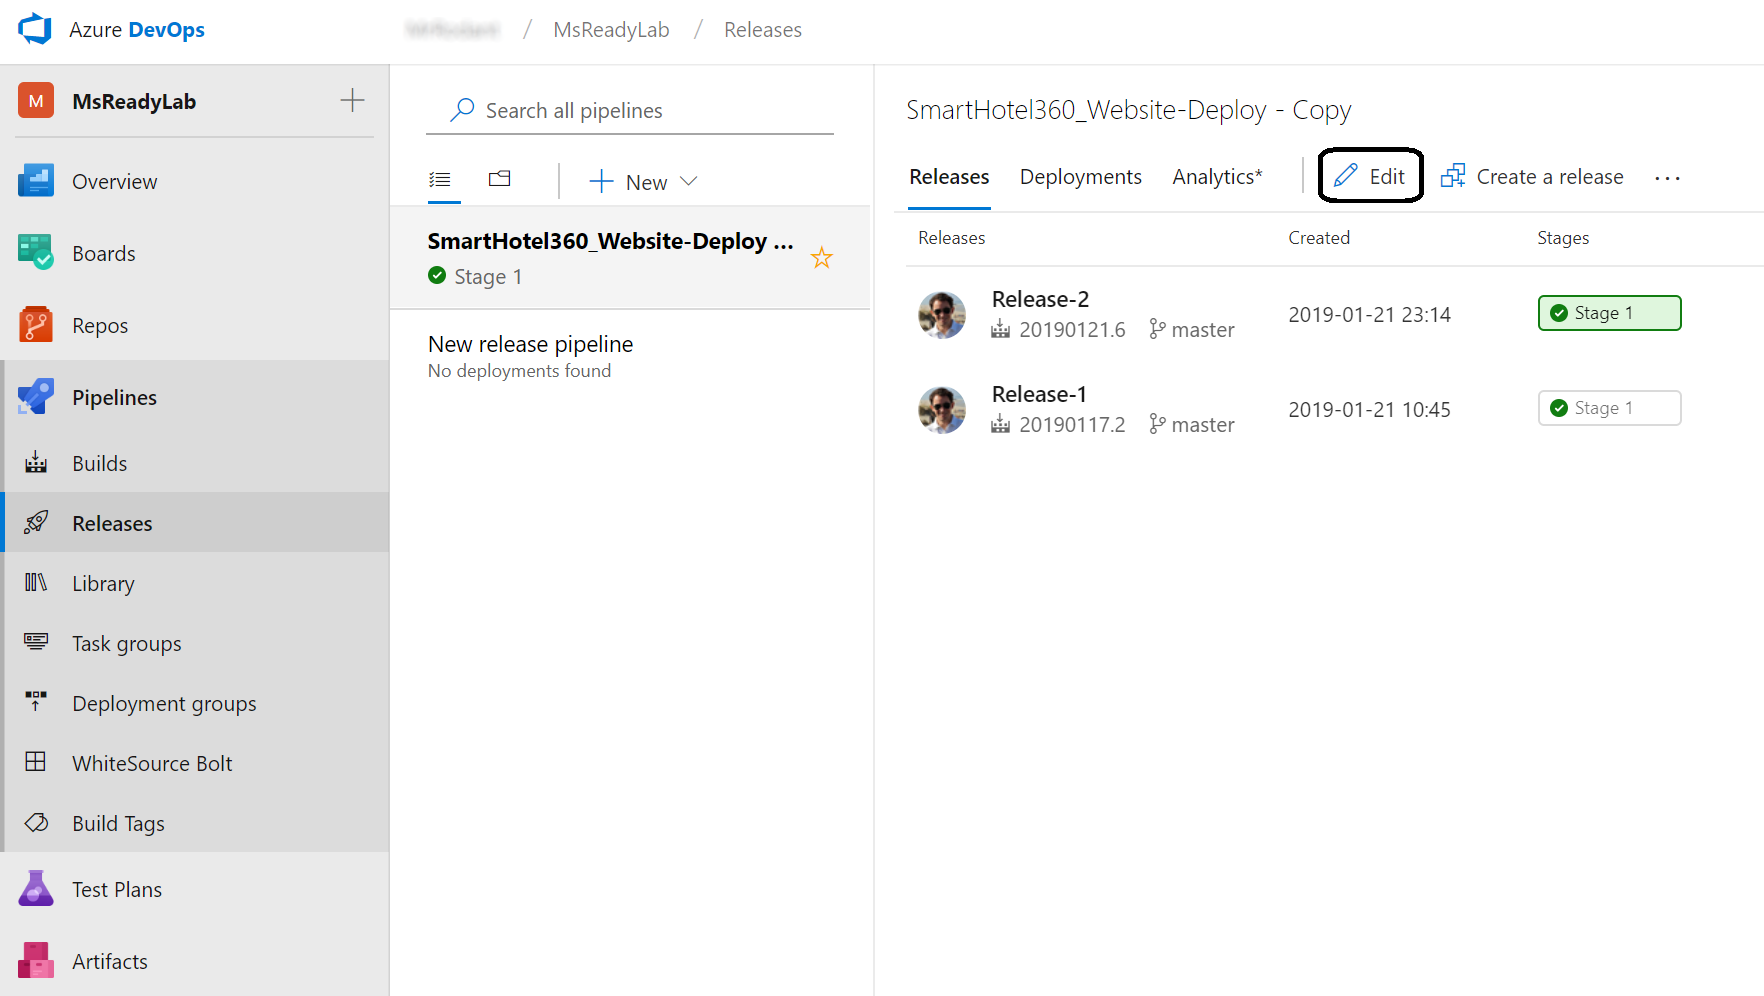 Azure DevOps
/ MsReadyLab / Releases
M MsReadyLab
Overview
Boards
Repos
Pipelines
Builds
Releases
Library
Task groups
Deployment groups
WhiteSource Bolt
Build Tags
Test Plans
Artifacts
Search all pipelines
New
SmartHotel360_Website-Deploy ...
Stage 1
New release pipeline
No deployments found
SmartHotel360_Website-Deploy - Copy
Releases Deployments Analytics* Edit Create a release ...
Releases Created Stages
Release-2
20190121.6 master 2019-01-21 23:14 Stage 1
Release-1
20190117.2 master 2019-01-21 10:45 Stage 1